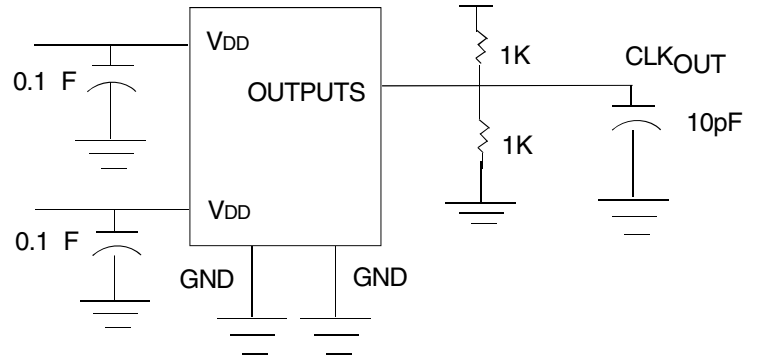 VDD
1K
CLKOUT
0.1 F
OUTPUTS
10pF
1K
VDD
0.1 F
GND
GND